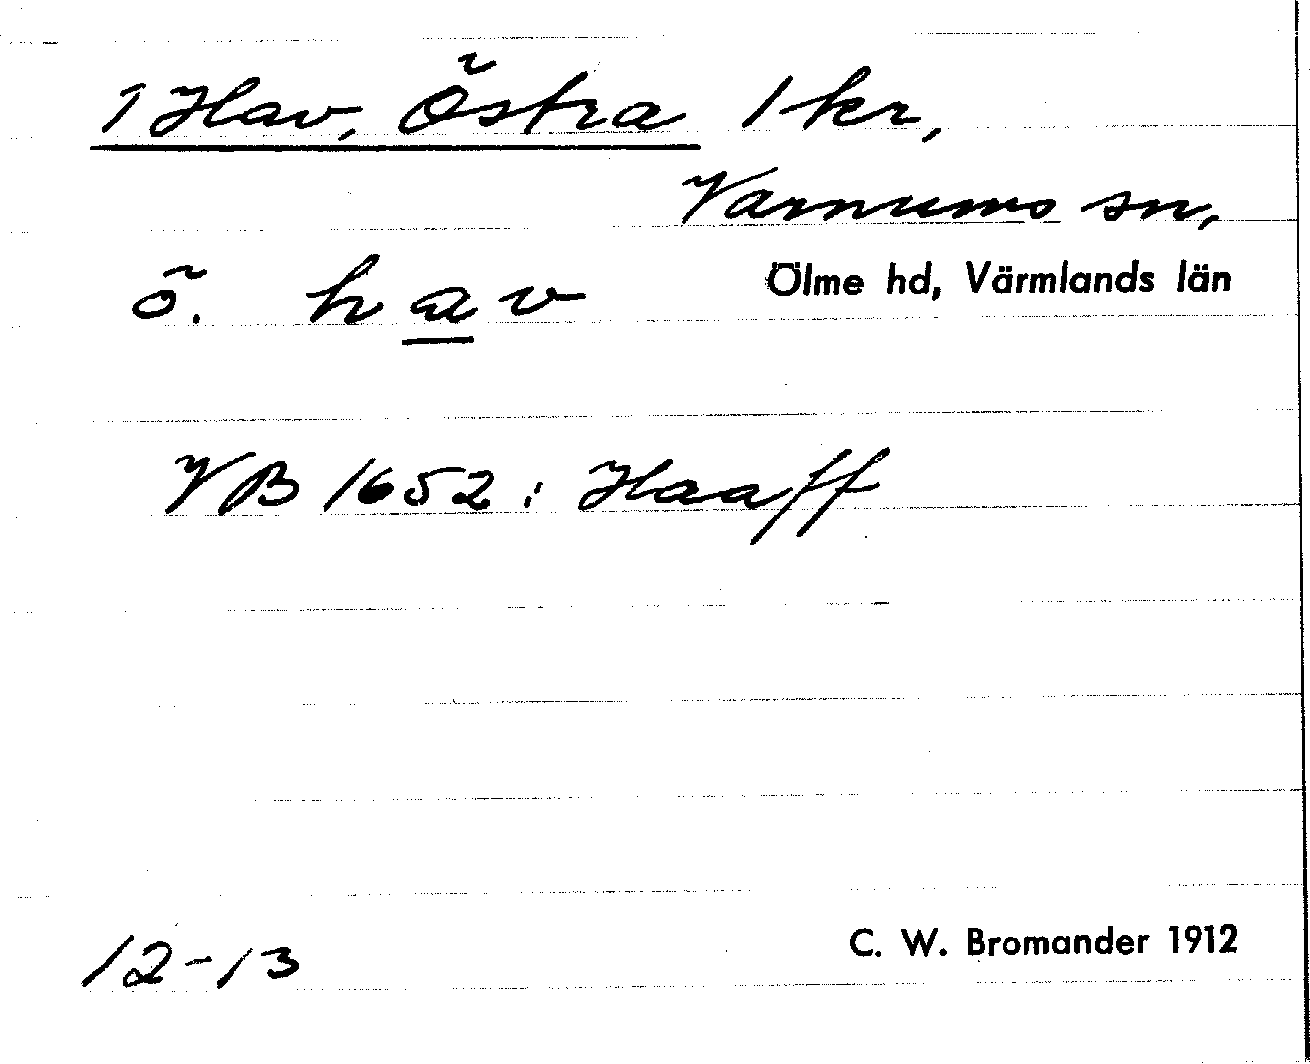 1 Hav, Östra 1 kr,
Varnums sn,
ö. hav Ölme hd, Värmlands län
VB 1652: Haaff
12-13 C. W. Bromander 1912